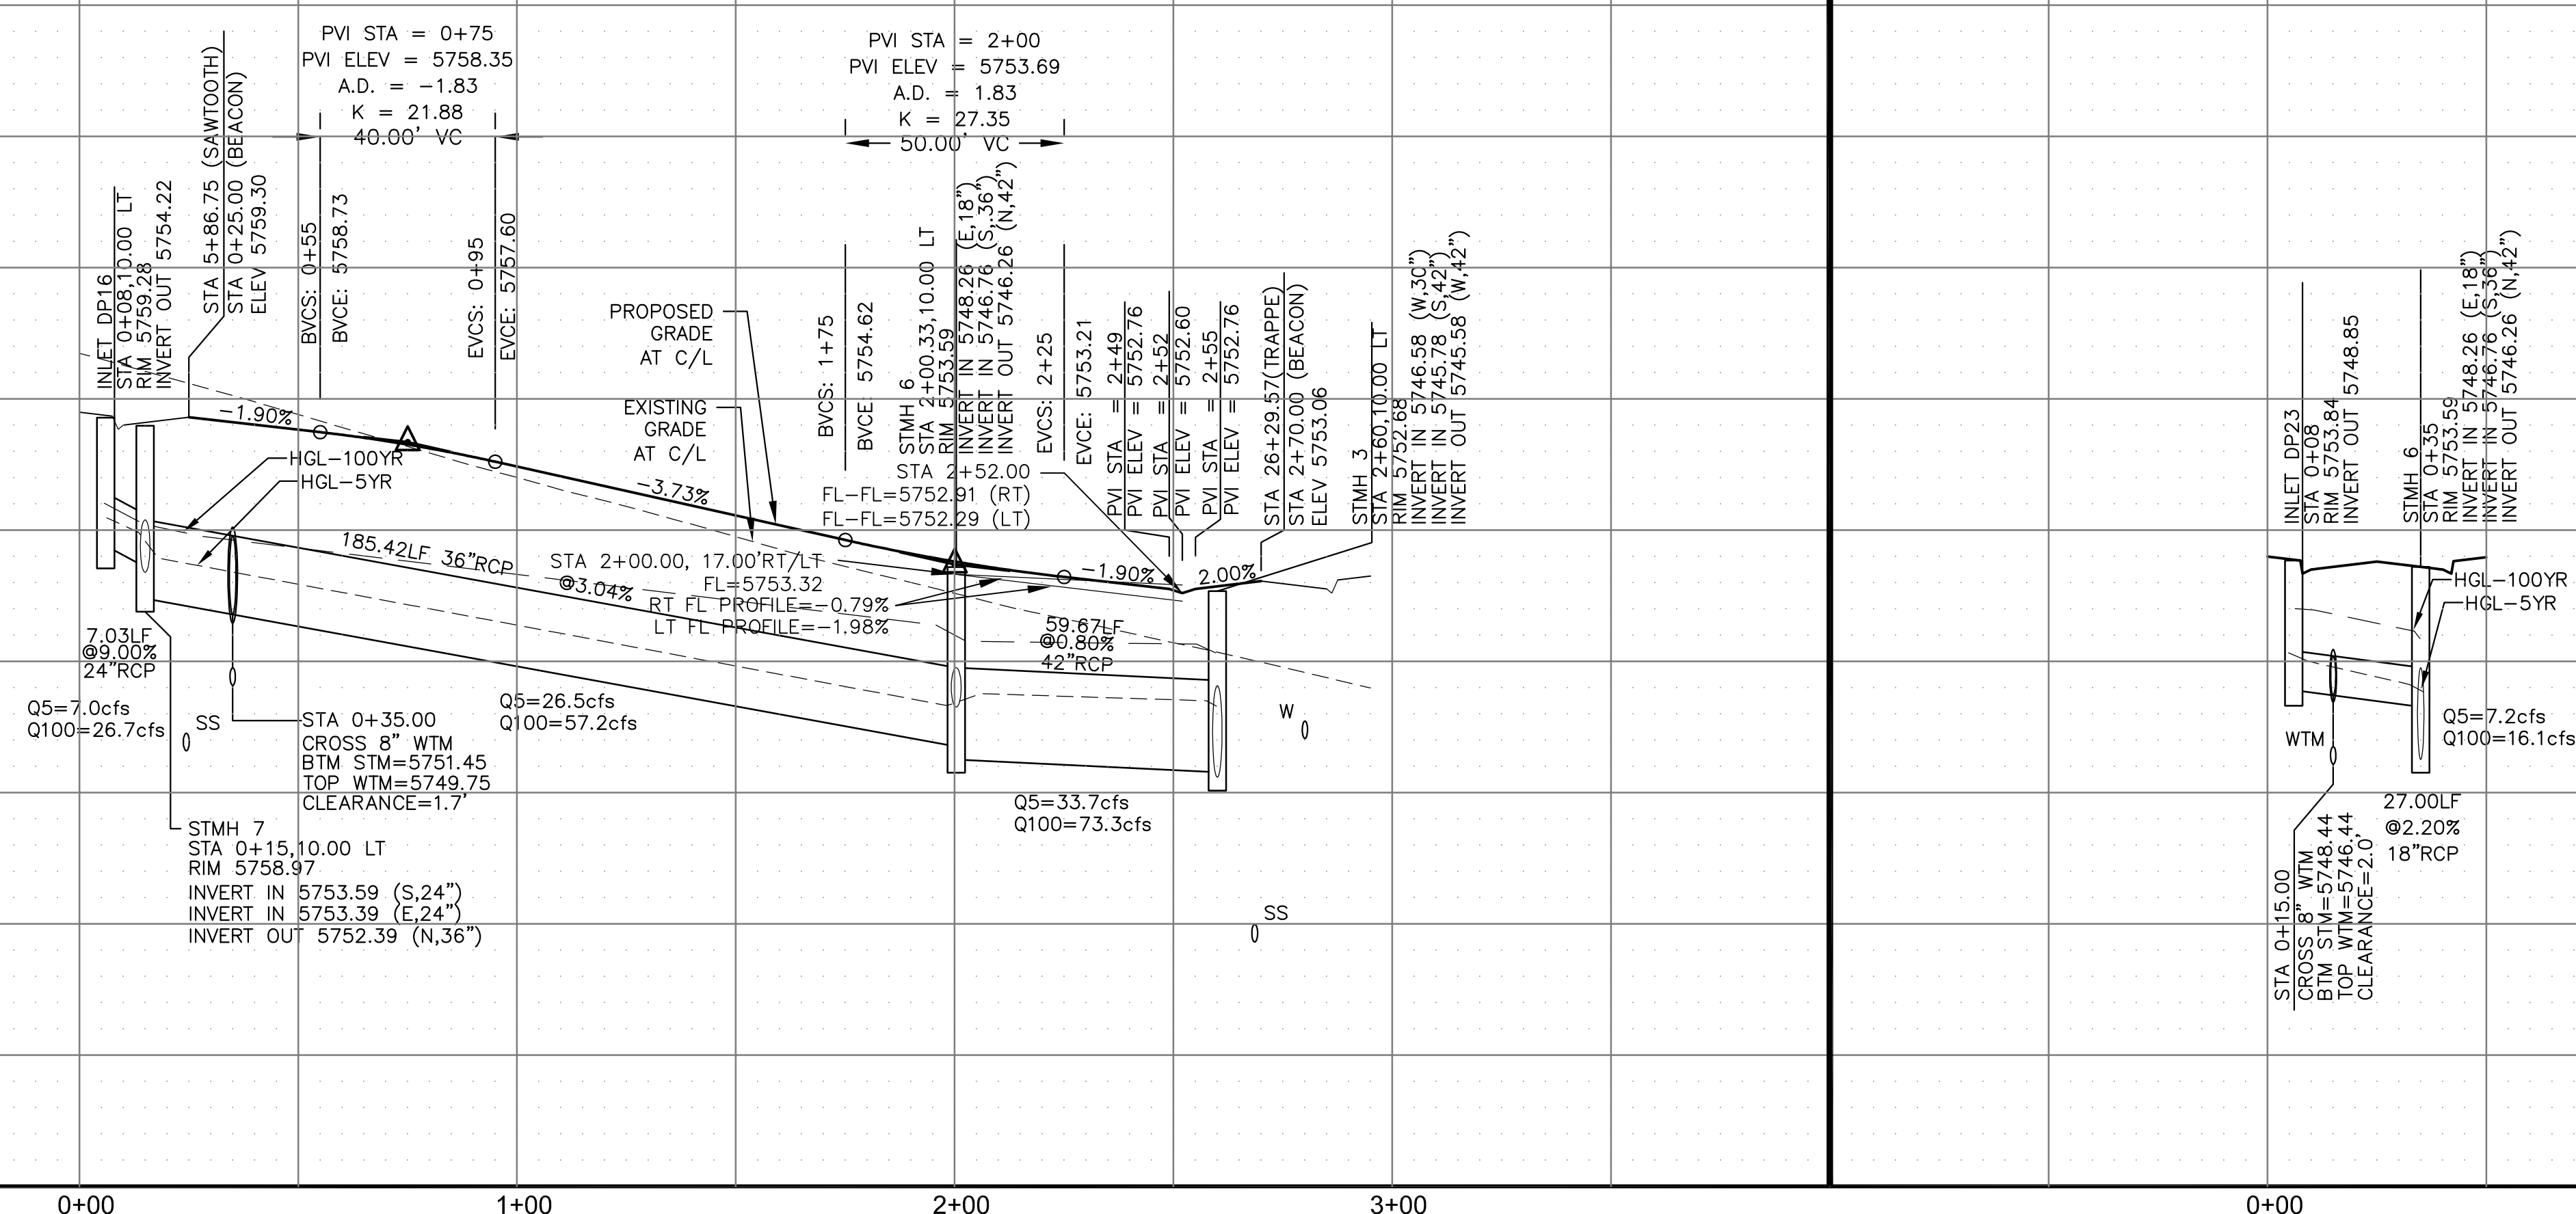 PVI STA = 0+75
PVI ELEV = 5758.35
A.D. = -1.83
K = 21.88
40.00' VC
PVI STA = 2+00
PVI ELEV = 5753.69
A.D. = 1.83
K = 27.35
50.00' VC
INLET DP16
STA 0+08,10.00 LT
RIM 5759.28
INVERT OUT 5754.22
STA 5+86.75 (SAWTOOTH)
STA 0+25.00 (BEACON)
ELEV 5759.30
BVCS: 0+55
BVCE: 5758.73
EVCS: 0+95
EVCE: 5757.60
PROPOSED
GRADE
AT C/L
EXISTING
GRADE
AT C/L
BVCS: 1+75
BVCE: 5754.62
STMH 6
STA 2+00.33,10.00 LT
RIM 5753.59
INVERT IN 5748.26 (E,18")
INVERT IN 5746.76 (S,36")
INVERT OUT 5746.26 (N,42")
EVCS: 2+25
EVCE: 5753.21
PVI STA = 2+49
PVI ELEV = 5752.76
PVI STA = 2+52
PVI ELEV = 5752.60
PVI STA = 2+55
PVI ELEV = 5752.76
STA 26+29.57(TRAPPE)
STA 2+70.00 (BEACON)
ELEV 5753.06
STMH 3
STA 2+60,10.00 LT
RIM 5752.68
INVERT IN 5746.58 (W,30")
INVERT IN 5745.78 (S,42")
INVERT OUT 5745.58 (W,42")
-1.90%
HGL-100YR
HGL-5YR
-3.73%
STA 2+52.00
FL-FL=5752.91 (RT)
FL-FL=5752.29 (LT)
185.42LF 36"RCP
@3.04%
STA 2+00.00, 17.00'RT/LT
FL=5753.32
RT FL PROFILE=-0.79%
LT FL PROFILE=-1.98%
-1.90%
2.00%
59.67LF
@0.80%
42"RCP
7.03LF
@9.00%
24"RCP
Q5=7.0cfs
Q100=26.7cfs
SS
STA 0+35.00
CROSS 8" WTM
BTM STM=5751.45
TOP WTM=5749.75
CLEARANCE=1.7'
Q5=26.5cfs
Q100=57.2cfs
STMH 7
STA 0+15,10.00 LT
RIM 5758.97
INVERT IN 5753.59 (S,24")
INVERT IN 5753.39 (E,24")
INVERT OUT 5752.39 (N,36")
Q5=33.7cfs
Q100=73.3cfs
W
SS
INLET DP23
STA 0+08
RIM 5753.84
INVERT OUT 5748.85
STMH 6
STA 0+35
RIM 5753.59
INVERT IN 5748.26 (E,18")
INVERT IN 5746.76 (S,36")
INVERT OUT 5746.26 (N,42")
HGL-100YR
HGL-5YR
Q5=7.2cfs
Q100=16.1cfs
WTM
27.00LF
@2.20%
18"RCP
STA 0+15.00
CROSS 8" WTM
BTM STM=5748.44
TOP WTM=5746.44
CLEARANCE=2.0'
0+00
1+00
2+00
3+00
0+00